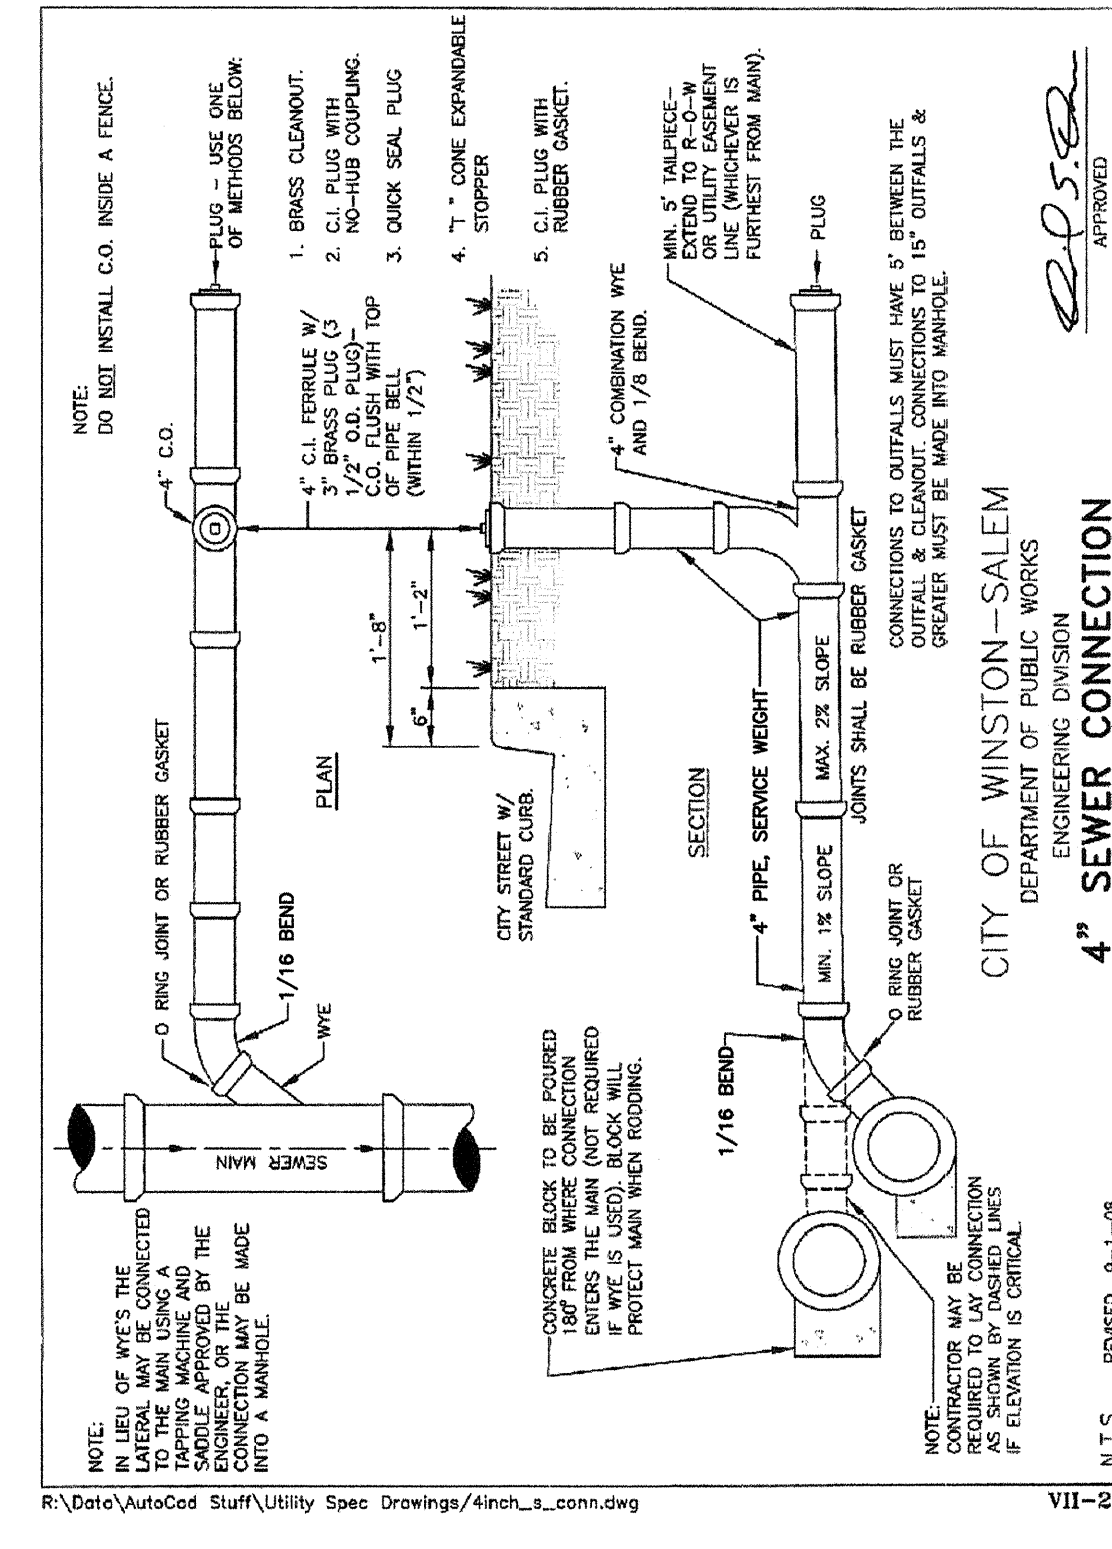 NOTE:
IN LIEU OF WYE'S THE
LATERAL MAY BE CONNECTED
TO THE MAIN USING A
TAPPING MACHINE AND
SADDLE APPROVED BY THE
ENGINEER, OR THE
CONNECTION MAY BE MADE
INTO A MANHOLE.
SEWER MAIN
O RING JOINT OR RUBBER GASKET
1/16 BEND
WYE
PLAN
4" C.O.
NOTE:
DO NOT INSTALL C.O. INSIDE A FENCE.
PLUG - USE ONE
OF METHODS BELOW:
1. BRASS CLEANOUT.
2. C.I. PLUG WITH
NO-HUB COUPLING.
3. QUICK SEAL PLUG
4. "T" CONE EXPANDABLE
STOPPER
5. C.I. PLUG WITH
RUBBER GASKET.
4" C.I. FERRULE W/
3" BRASS PLUG (3
1/2" O.D. PLUG)-
C.O. FLUSH WITH TOP
OF PIPE BELL
(WITHIN 1/2")
1'-8"
1'-2"
6"
CITY STREET W/
STANDARD CURB.
SECTION
CONCRETE BLOCK TO BE POURED
180° FROM WHERE CONNECTION
ENTERS THE MAIN (NOT REQUIRED
IF WYE IS USED). BLOCK WILL
PROTECT MAIN WHEN RODDING.
1/16 BEND
4" PIPE, SERVICE WEIGHT
4" COMBINATION WYE
AND 1/8 BEND.
MIN. 5' TAILPIECE-
EXTEND TO R-O-W
OR UTILITY EASEMENT
LINE (WHICHEVER IS
FURTHEST FROM MAIN).
PLUG
MIN. 1% SLOPE
MAX. 2% SLOPE
JOINTS SHALL BE RUBBER GASKET
O RING JOINT OR
RUBBER GASKET
CONNECTIONS TO OUTFALLS MUST HAVE 5' BETWEEN THE
OUTFALL & CLEANOUT. CONNECTIONS TO 15" OUTFALLS &
GREATER MUST BE MADE INTO MANHOLE.
NOTE:
CONTRACTOR MAY BE
REQUIRED TO LAY CONNECTION
AS SHOWN BY DASHED LINES
IF ELEVATION IS CRITICAL.
CITY OF WINSTON-SALEM
DEPARTMENT OF PUBLIC WORKS
ENGINEERING DIVISION
4" SEWER CONNECTION
APPROVED
N.T.S. REVISED 9-1-08
R:\Data\AutoCad Stuff\Utility Spec Drawings/4inch_s_conn.dwg
VII-2